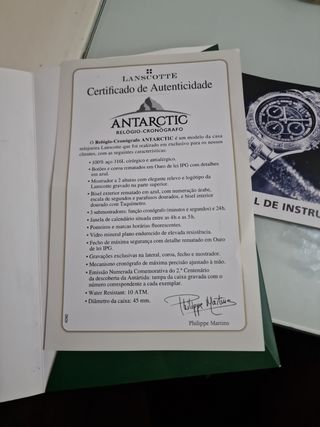 LANSCOTTE
Certificado de Autenticidade
ANTARCTIC
RELÓGIO-CRONÓGRAFO
O Relógio-Cronógrafo ANTARCTIC é um modelo da casa
Lanscotte que foi realizado em exclusivo para os nossos
clientes, com as seguintes características:
• 100% aço 316L cirúrgico e antialérgico.
• Botões e coroa rematados em Ouro de lei IPG com detalhes
em azul.
• Mostrador a 2 alturas com elegante relevo e logótipo da
Lanscotte gravado na parte superior.
• Bisel exterior rematado em azul, com numeração árabe,
escala de segundos e parafusos dourados, e bisel interior
dourado com Taquímetro.
• 3 submostradores: função cronógrafo (minutos e segundos) e 24h.
• Janela de calendário situada entre as 4h e as 5h.
• Ponteiros e marcas horárias fluorescentes.
• Vidro mineral plano endurecido de elevada resistência.
• Fecho de máxima segurança com detalhe rematado em Ouro
de lei IPG.
• Gravações exclusivas na lateral, coroa, fecho e mostrador.
• Mecanismo cronógrafo de máxima precisão ajustado à mão.
• Emissão Numerada Comemorativa do 2.º Centenário
da descoberta da Antártida: tampa da caixa gravada com o
número correspondente a cada exemplar.
• Water Resistant: 10 ATM.
• Diâmetro da caixa: 45 mm.
Philippe Martins
Philippe Martins
L DE INSTRU